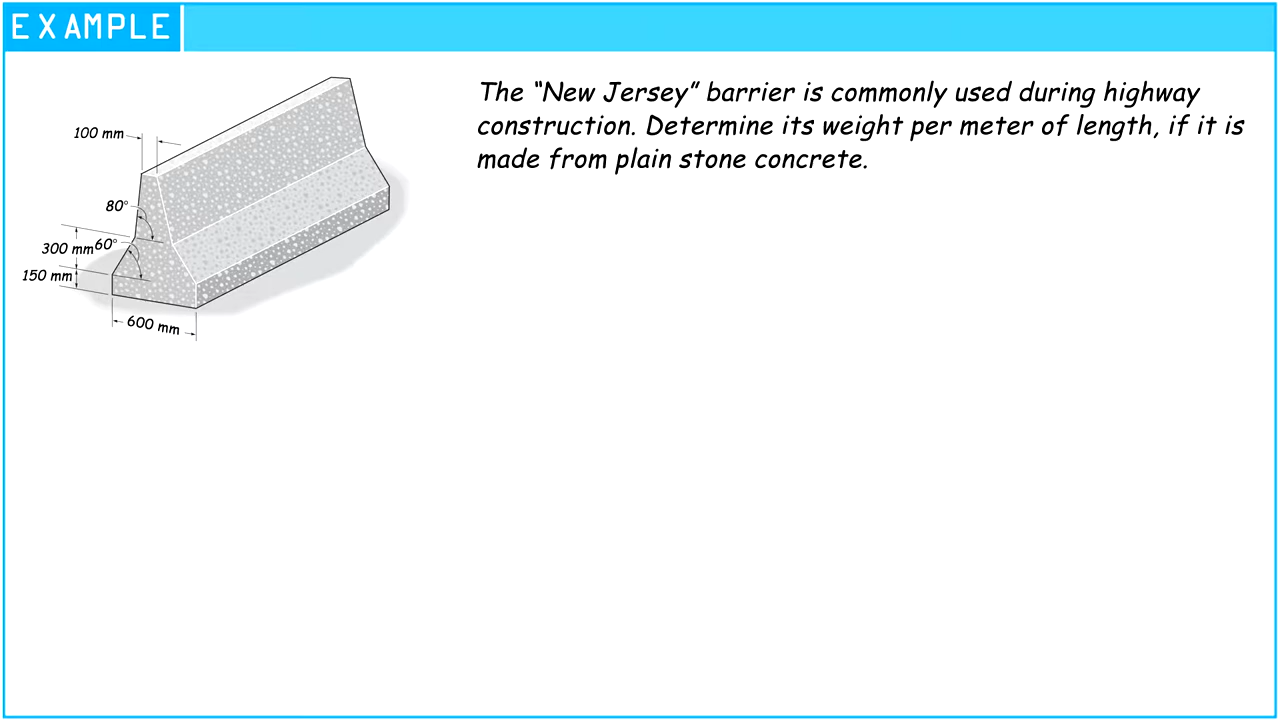 EXAMPLE
The “New Jersey” barrier is commonly used during highway
construction. Determine its weight per meter of length, if it is
made from plain stone concrete.
100 mm
80°
300 mm
60°
150 mm
600 mm